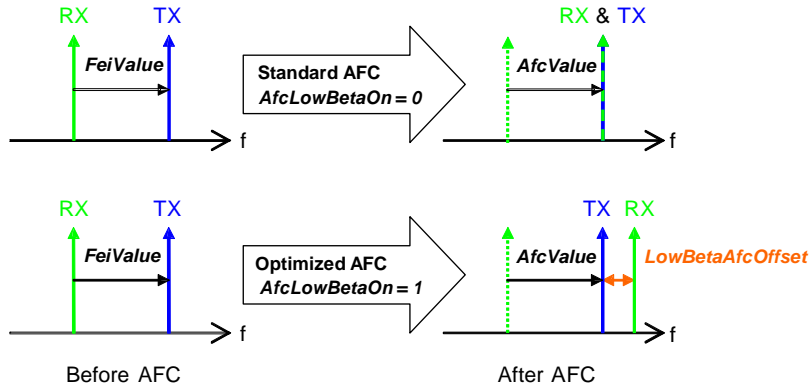 RX TX
FeiValue
f
Standard AFC
AfcLowBetaOn = 0
RX & TX
AfcValue
f
RX TX
FeiValue
f
Optimized AFC
AfcLowBetaOn = 1
TX RX
AfcValue
LowBetaAfcOffset
f
Before AFC
After AFC